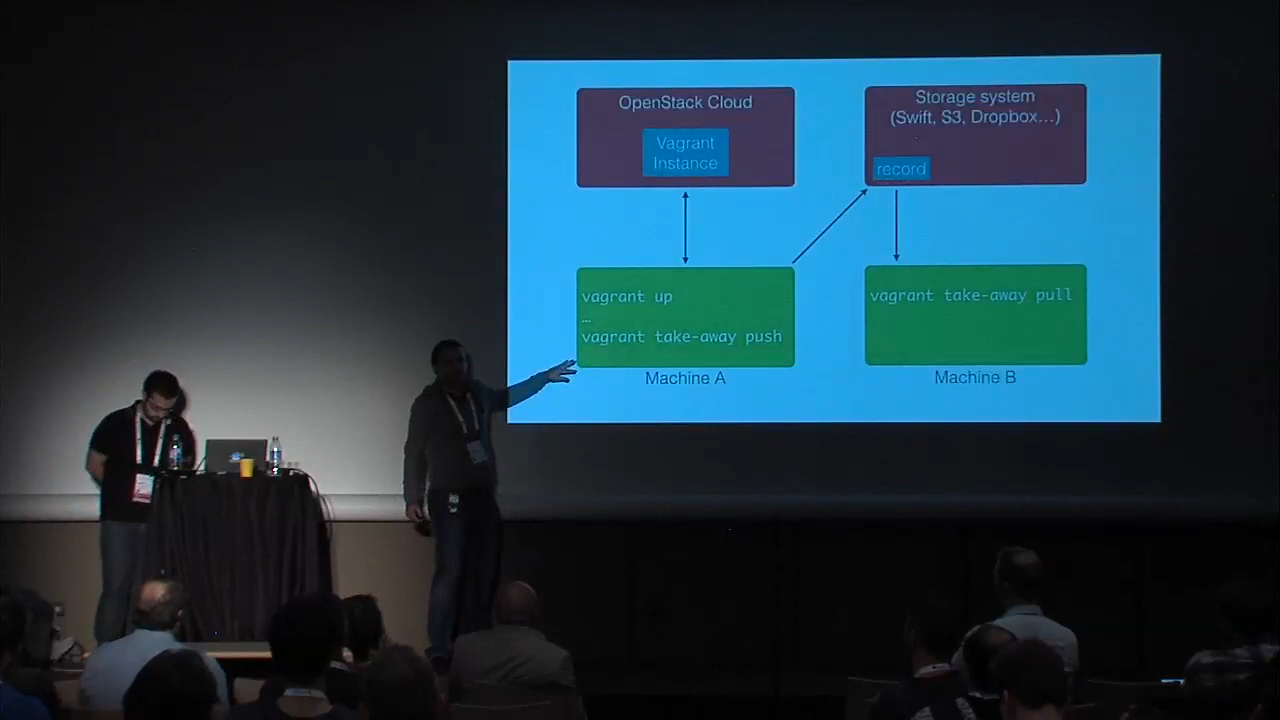 OpenStack Cloud
Vagrant
Instance
Storage system
(Swift, S3, Dropbox…)
record
vagrant up
…
vagrant take-away push
Machine A
vagrant take-away pull
Machine B